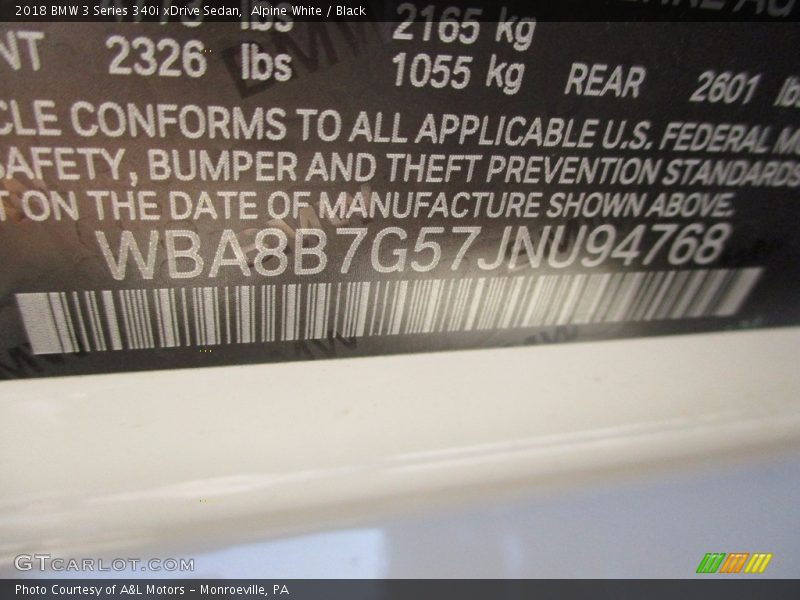 2018 BMW 3 Series 340i xDrive Sedan, Alpine White / Black
lbs 2165 kg
2326 lbs 1055 kg REAR 2601
CONFORMS TO ALL APPLICABLE U.S. FEDERAL
SAFETY, BUMPER AND THEFT PREVENTION STANDARDS
ON THE DATE OF MANUFACTURE SHOWN ABOVE.
WBA8B7G57JNU94768
GTCARLOT.COM
Photo Courtesy of A&L Motors – Monroeville, PA